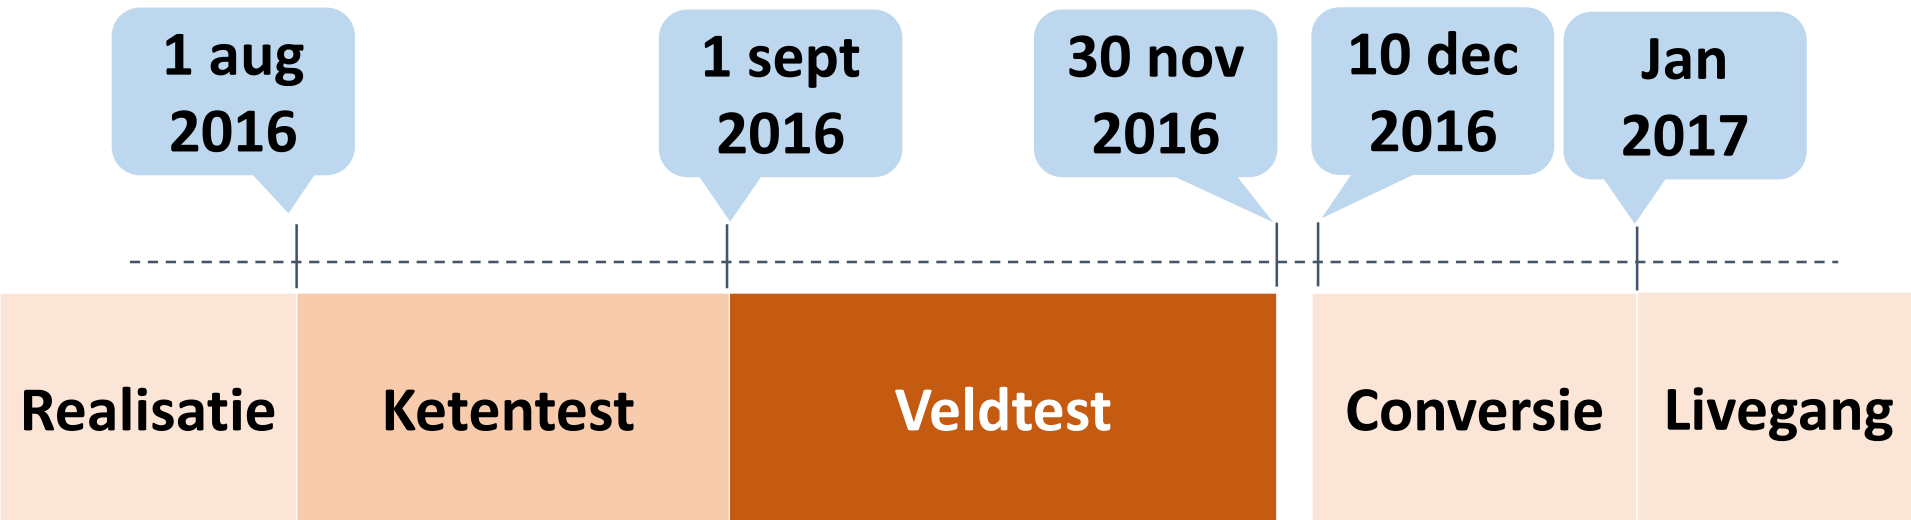 1 aug
2016
1 sept
2016
30 nov
2016
10 dec
2016
Jan
2017
Realisatie
Ketentest
Veldtest
Conversie
Livegang